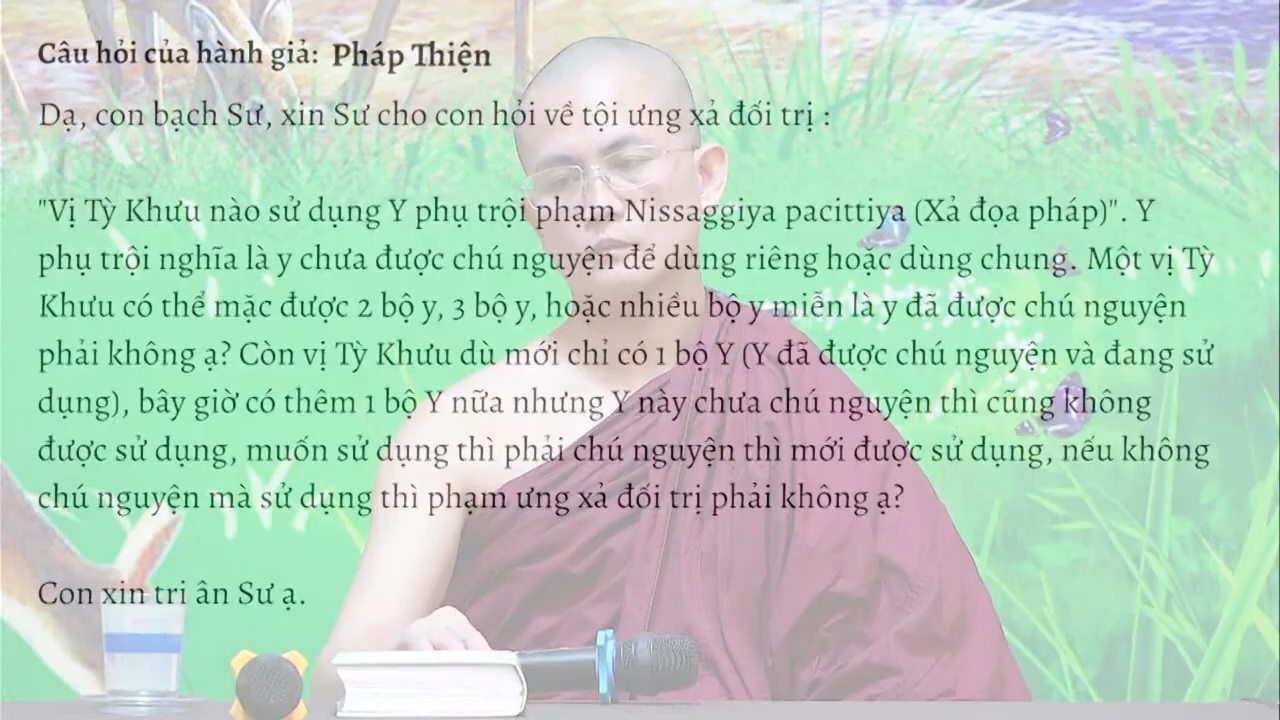 Câu hỏi của hành giả: Pháp Thiện
Dạ, con bạch Sư, xin Sư cho con hỏi về tội ưng xả đối trị :
"Vị Tỳ Khưu nào sử dụng Y phụ trội phạm Nissaggiya pacittiya (Xả đọa pháp)". Y
phụ trội nghĩa là y chưa được chú nguyện để dùng riêng hoặc dùng chung. Một vị Tỳ
Khưu có thể mặc được 2 bộ y, 3 bộ y, hoặc nhiều bộ y miễn là y đã được chú nguyện
phải không ạ? Còn vị Tỳ Khưu dù mới chỉ có 1 bộ Y (Y đã được chú nguyện và đang sử
dụng), bây giờ có thêm 1 bộ Y nữa nhưng Y này chưa chú nguyện thì cũng không
được sử dụng, muốn sử dụng thì phải chú nguyện thì mới được sử dụng, nếu không
chú nguyện mà sử dụng thì phạm ưng xả đối trị phải không ạ?
Con xin tri ân Sư ạ.